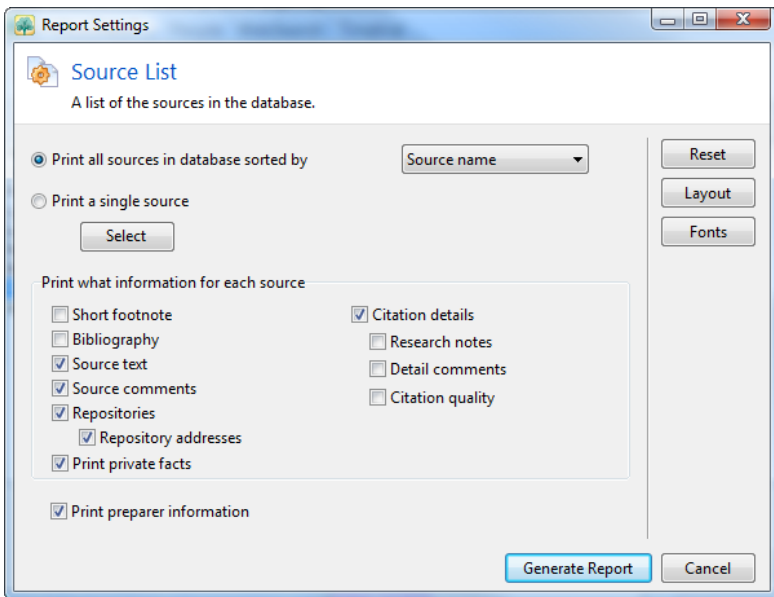 Report Settings
Source List
A list of the sources in the database.
Print all sources in database sorted by
Source name
Print a single source
Select
Reset
Layout
Fonts
Print what information for each source
Short footnote
Bibliography
Source text
Source comments
Repositories
Repository addresses
Print private facts
Citation details
Research notes
Detail comments
Citation quality
Print preparer information
Generate Report
Cancel